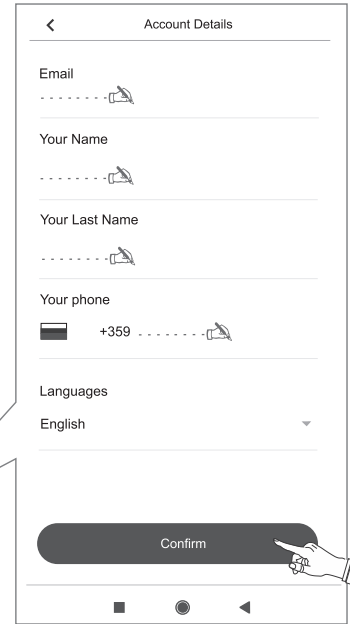 Account Details
Email
Your Name
Your Last Name
Your phone
+359
Languages
English
Confirm